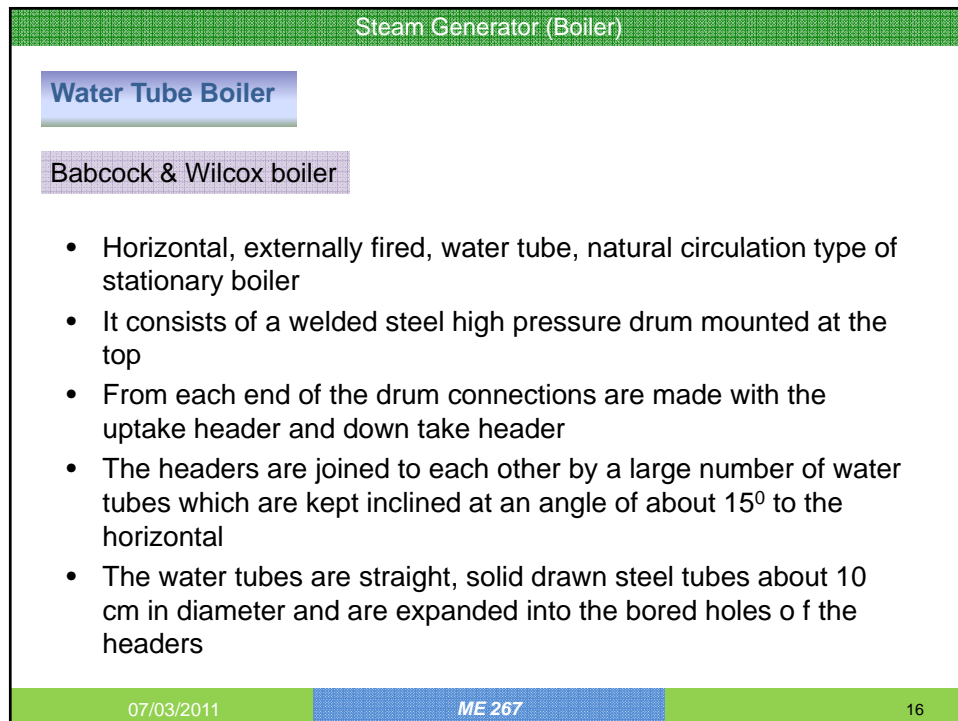 Steam Generator (Boiler)
Water Tube Boiler
Babcock & Wilcox boiler
• Horizontal, externally fired, water tube, natural circulation type of
stationary boiler
• It consists of a welded steel high pressure drum mounted at the
top
• From each end of the drum connections are made with the
uptake header and down take header
• The headers are joined to each other by a large number of water
tubes which are kept inclined at an angle of about 15⁰ to the
horizontal
• The water tubes are straight, solid drawn steel tubes about 10
cm in diameter and are expanded into the bored holes o f the
headers
07/03/2011
ME 267
16